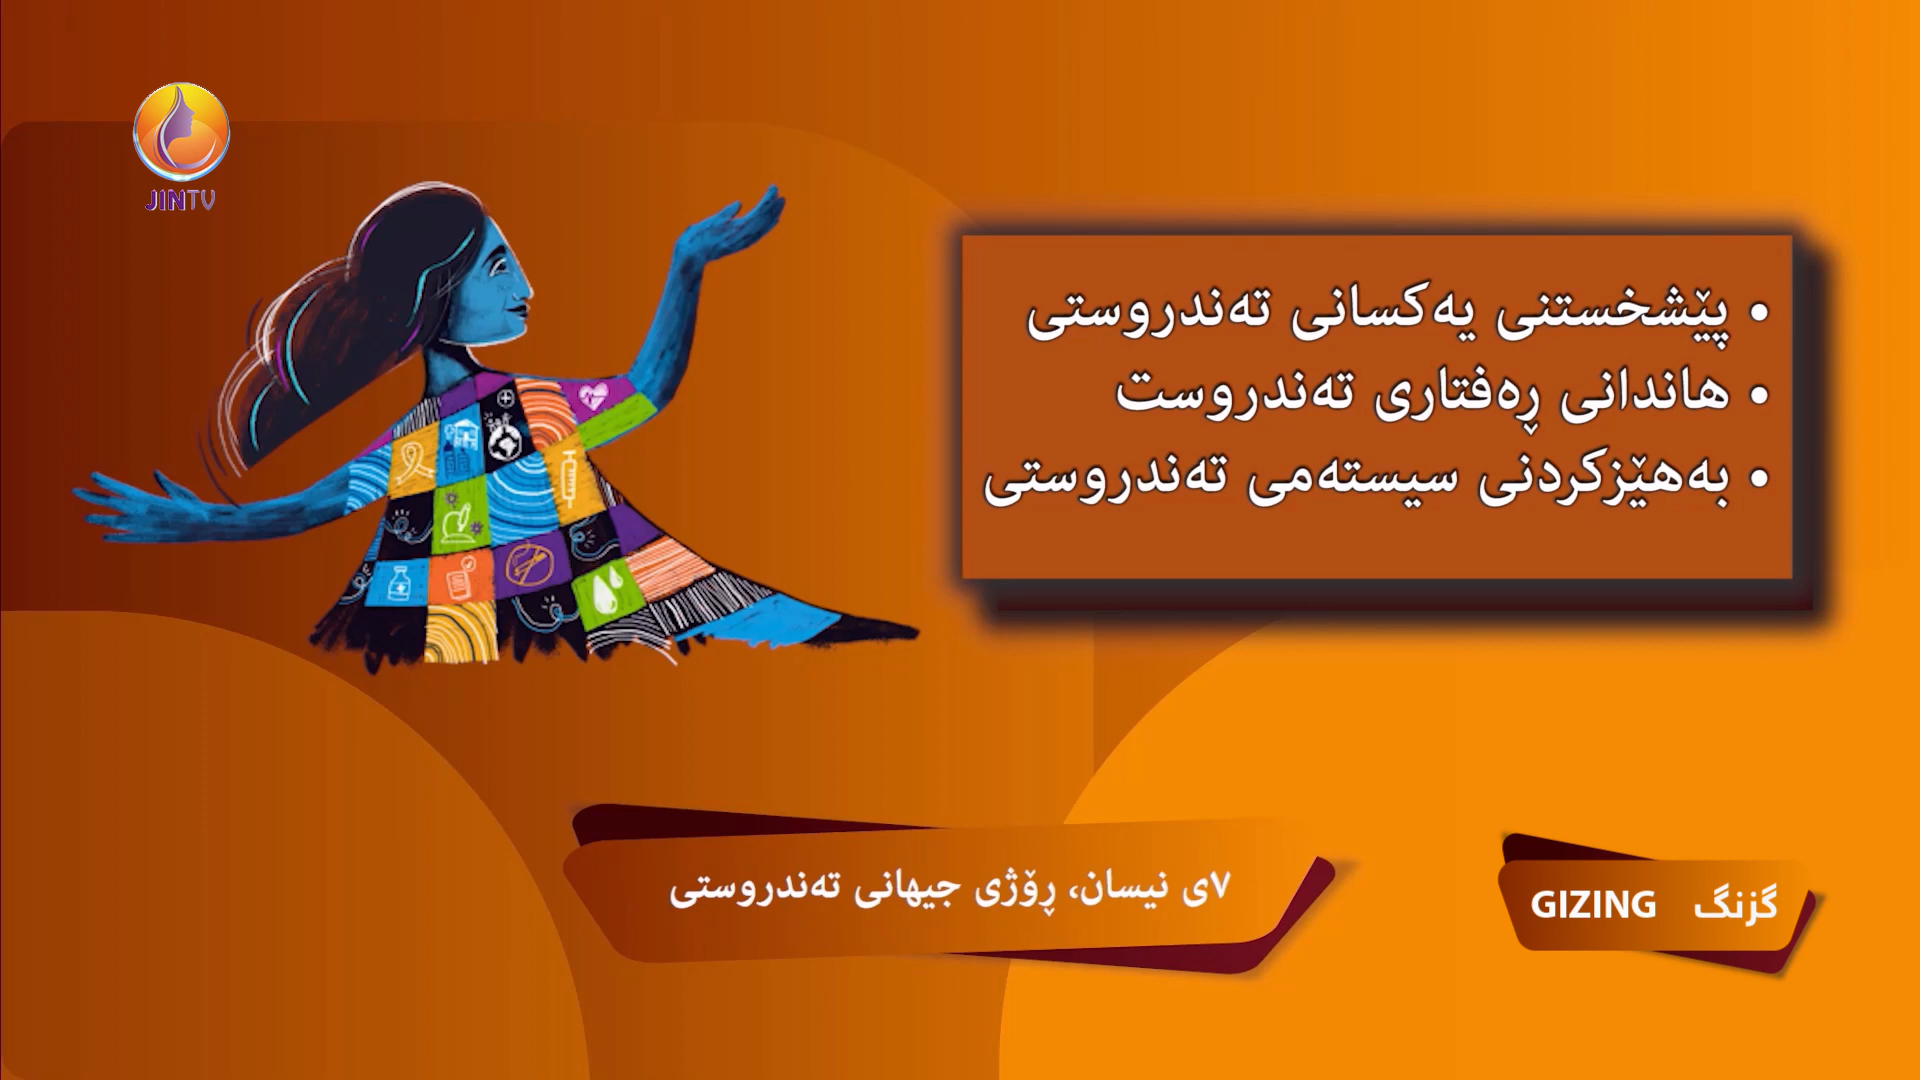 JINTV
• پێشخستنی یەکسانی تەندروستی
• هاندانی ڕەفتاری تەندروست
• بەهێزکردنی سیستەمی تەندروستی
٧ی نیسان، ڕۆژی جیهانی تەندروستی
گزنگ GIZING